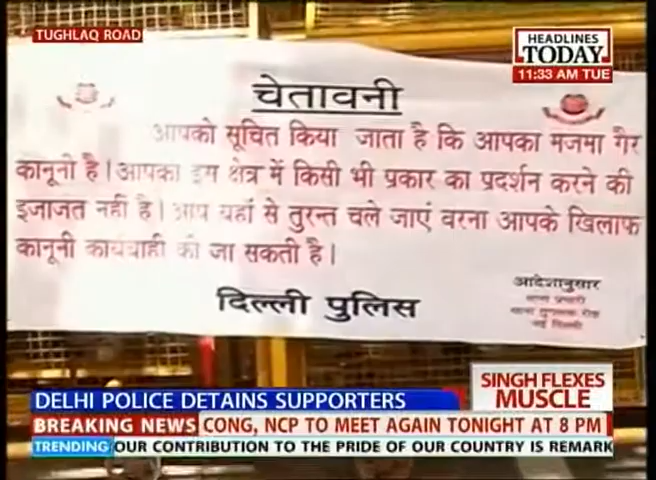 TUGHLAQ ROAD
HEADLINES
TODAY
11:33 AM TUE
चेतावनी
आपको सूचित किया जाता है कि आपका मजमा गैर
कानूनी है। आपका इस क्षेत्र में किसी भी प्रकार का प्रदर्शन करने की
इजाजत नहीं है। आप यहां से तुरन्त चले जाएं वरना आपके खिलाफ
कानूनी कार्यवाही की जा सकती है।
दिल्ली पुलिस
आदेशानुसार
थाना प्रभारी
थाना तुगलक रोड
नई दिल्ली
DELHI POLICE DETAINS SUPPORTERS
SINGH FLEXES
MUSCLE
BREAKING NEWS CONG, NCP TO MEET AGAIN TONIGHT AT 8 PM
TRENDING OUR CONTRIBUTION TO THE PRIDE OF OUR COUNTRY IS REMARK